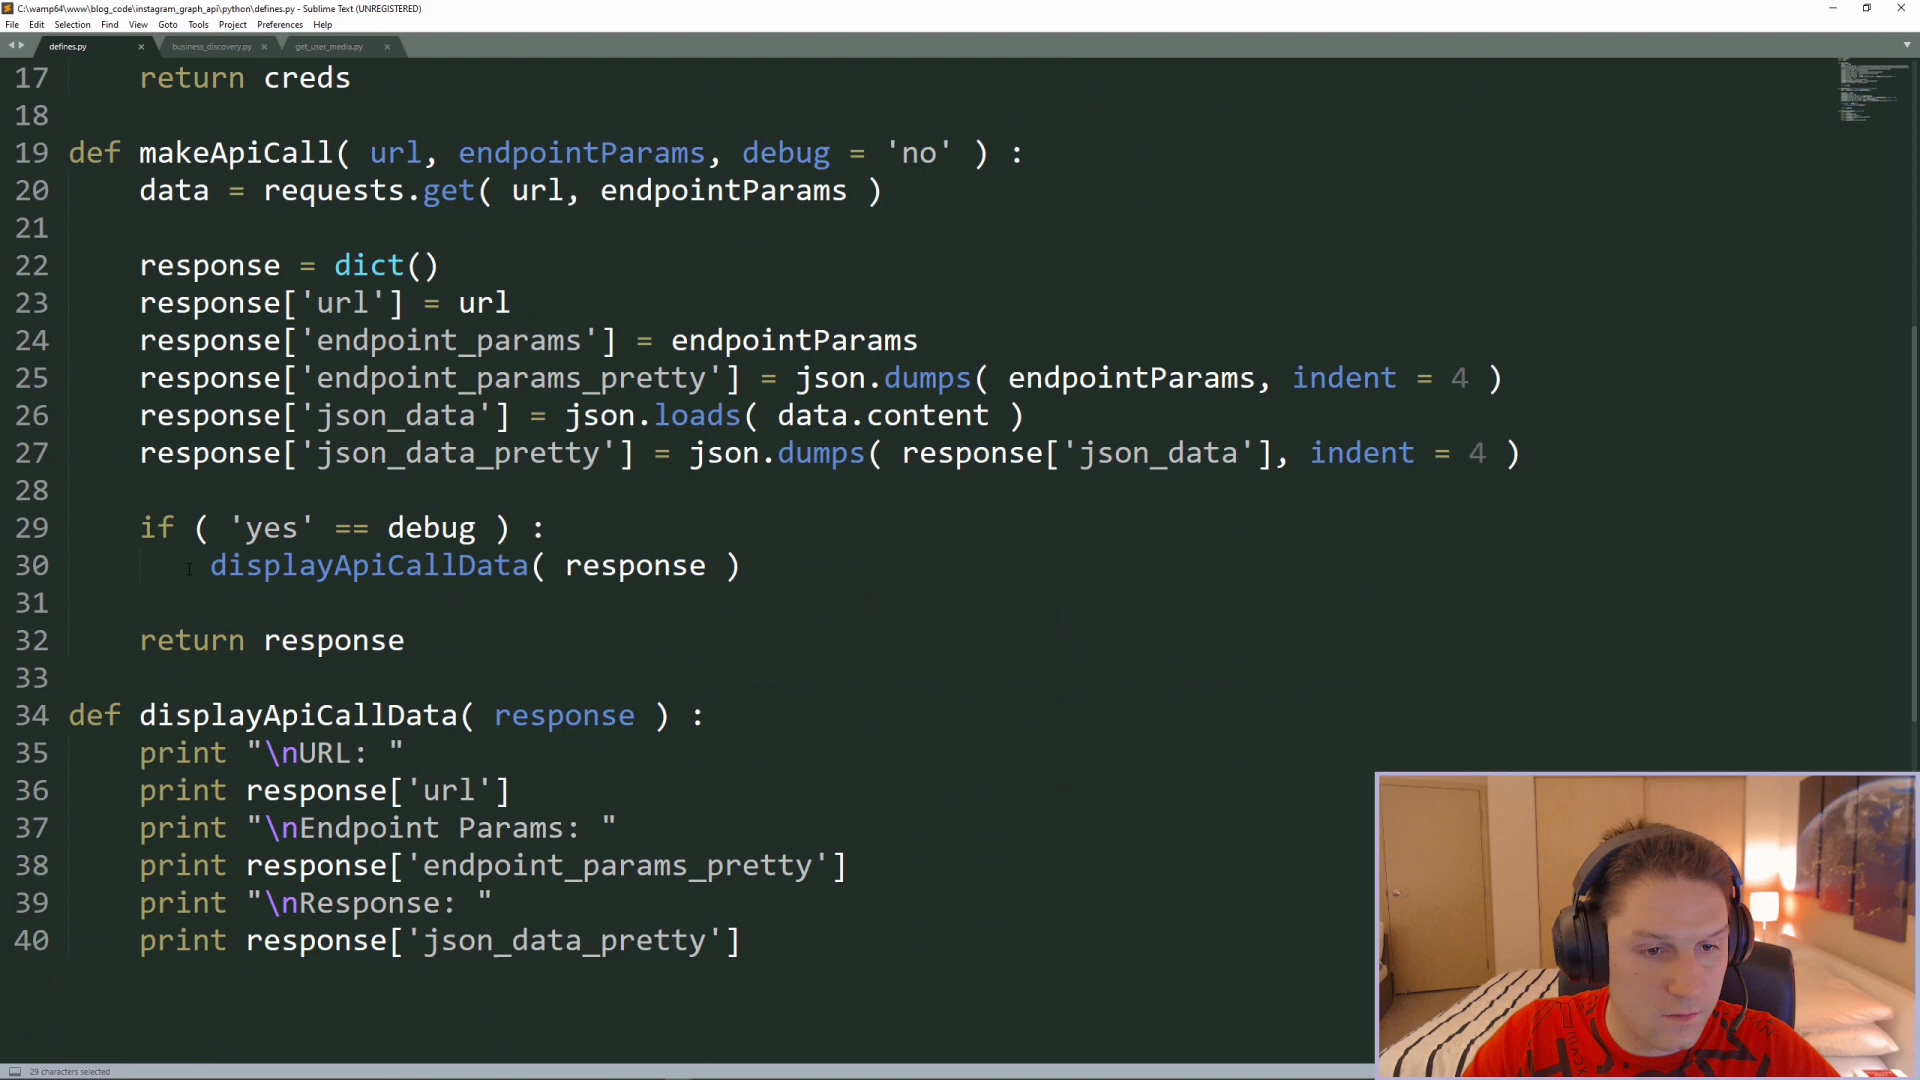 C:\wamp64\www\blog_code\instagram_graph_api\python\defines.py - Sublime Text (UNREGISTERED)
File Edit Selection Find View Goto Tools Project Preferences Help
defines.py business_discovery.py get_user_media.py
17 return creds
18
19 def makeApiCall( url, endpointParams, debug = 'no' ) :
20 data = requests.get( url, endpointParams )
21
22 response = dict()
23 response['url'] = url
24 response['endpoint_params'] = endpointParams
25 response['endpoint_params_pretty'] = json.dumps( endpointParams, indent = 4 )
26 response['json_data'] = json.loads( data.content )
27 response['json_data_pretty'] = json.dumps( response['json_data'], indent = 4 )
28
29 if ( 'yes' == debug ) :
30 displayApiCallData( response )
31
32 return response
33
34 def displayApiCallData( response ) :
35 print "\nURL: "
36 print response['url']
37 print "\nEndpoint Params: "
38 print response['endpoint_params_pretty']
39 print "\nResponse: "
40 print response['json_data_pretty']
29 characters selected